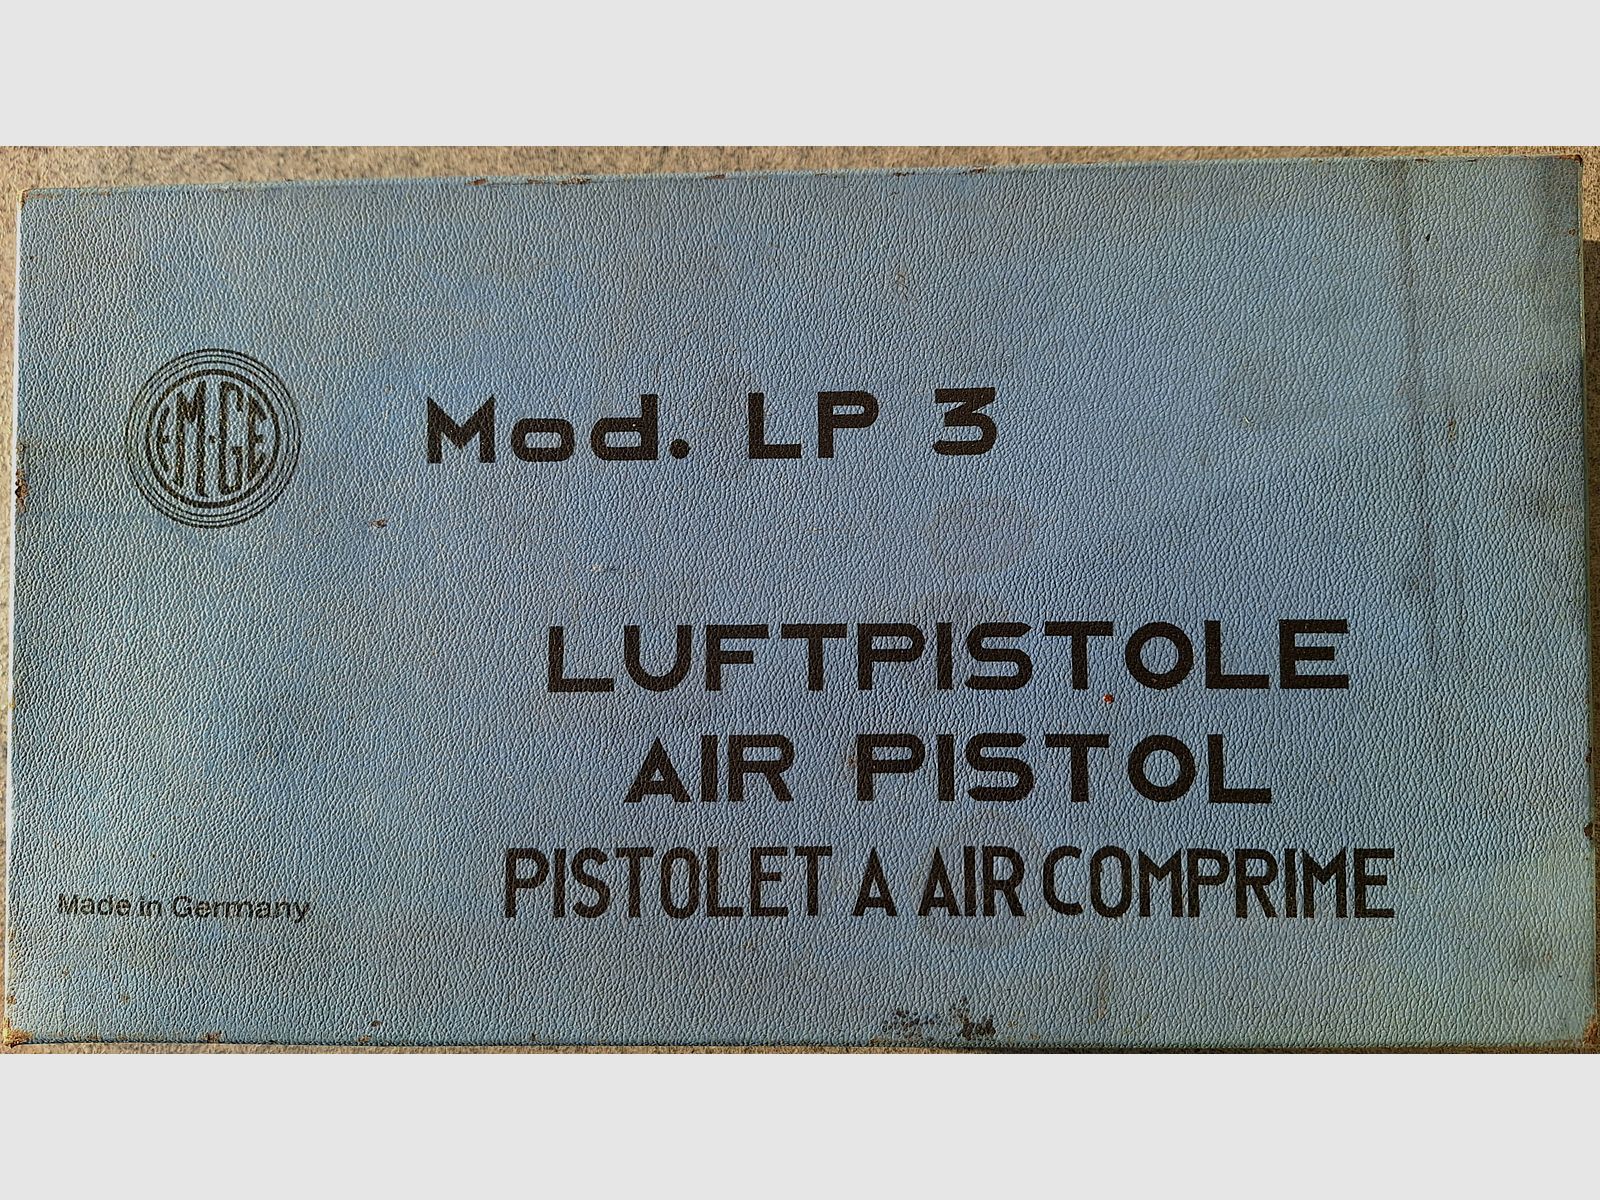 EM-GE
Mod. LP 3
LUFTPISTOLE
AIR PISTOL
PISTOLET A AIR COMPRIME
Made in Germany